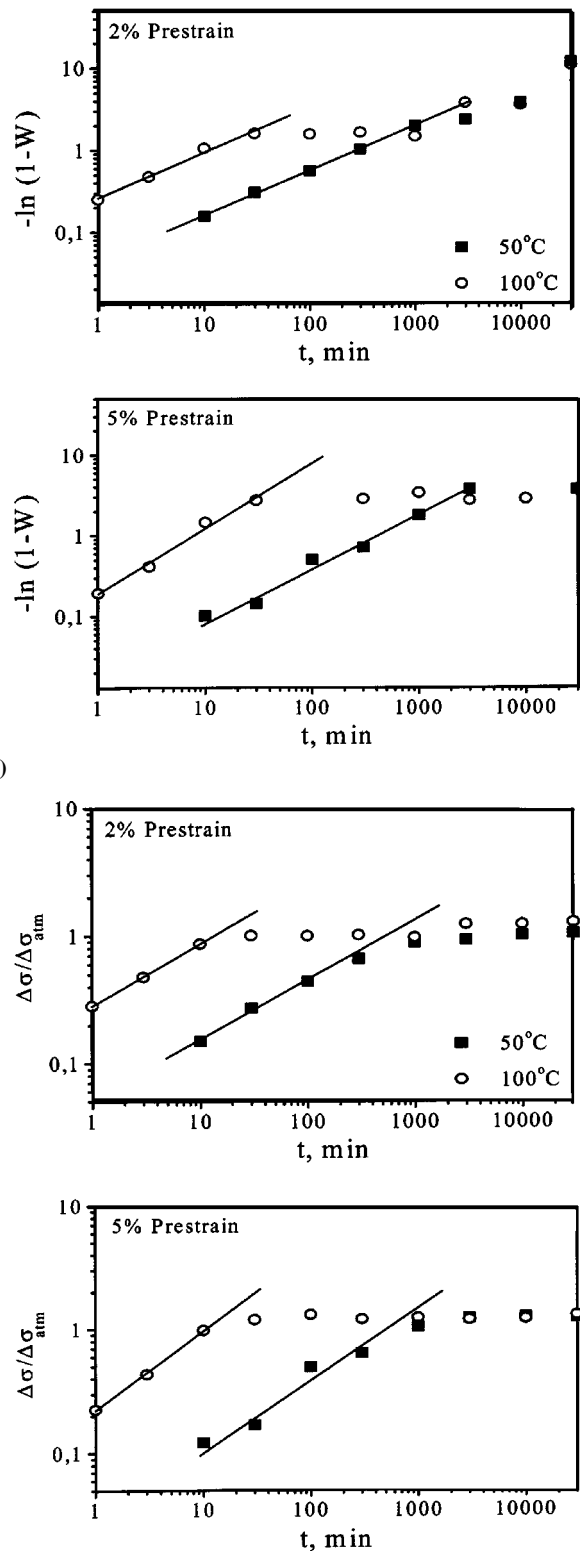 2% Prestrain
10
1
0,1
-ln (1-W)
50°C
100°C
1 10 100 1000 10000
t, min
5% Prestrain
10
1
0,1
-ln (1-W)
1 10 100 1000 10000
t, min
)
10
2% Prestrain
1
0,1
Δσ/Δσatm
50°C
100°C
1 10 100 1000 10000
t, min
10
5% Prestrain
1
0,1
Δσ/Δσatm
1 10 100 1000 10000
t, min